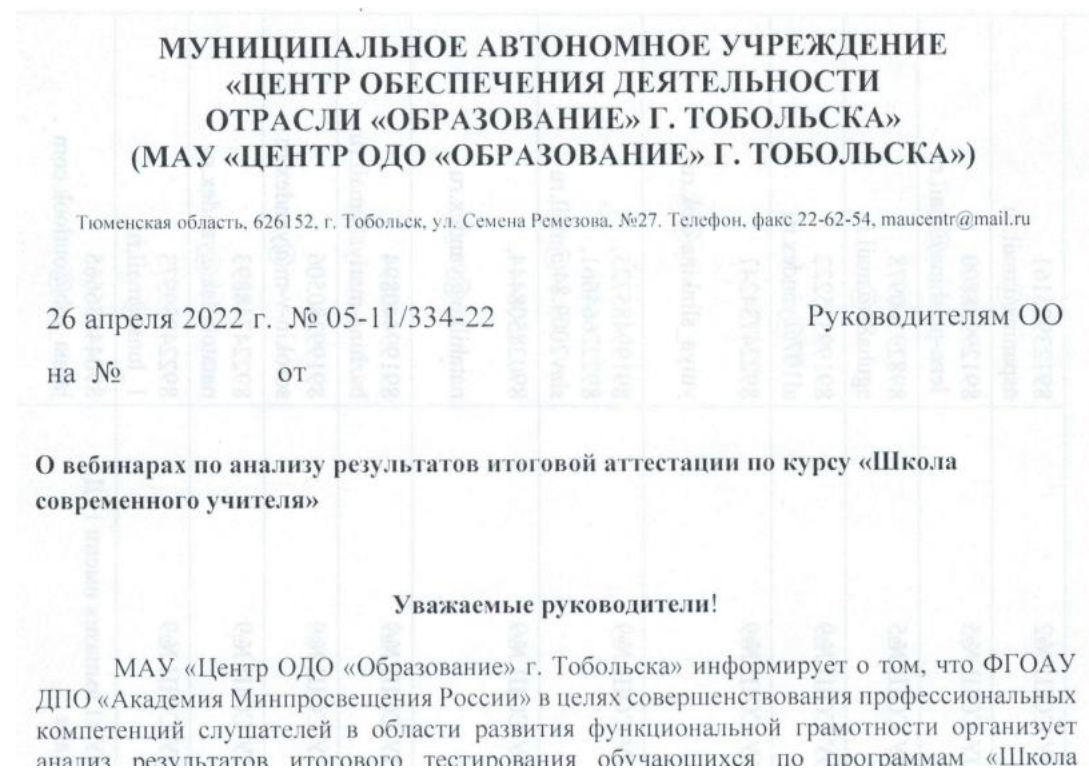 МУНИЦИПАЛЬНОЕ АВТОНОМНОЕ УЧРЕЖДЕНИЕ
«ЦЕНТР ОБЕСПЕЧЕНИЯ ДЕЯТЕЛЬНОСТИ
ОТРАСЛИ «ОБРАЗОВАНИЕ» Г. ТОБОЛЬСКА»
(МАУ «ЦЕНТР ОДО «ОБРАЗОВАНИЕ» Г. ТОБОЛЬСКА»)
Тюменская область, 626152, г. Тобольск, ул. Семена Ремезова, №27. Телефон, факс 22-62-54, maucentr@mail.ru
26 апреля 2022 г. № 05-11/334-22 Руководителям ОО
на № от
О вебинарах по анализу результатов итоговой аттестации по курсу «Школа
современного учителя»
Уважаемые руководители!
МАУ «Центр ОДО «Образование» г. Тобольска» информирует о том, что ФГОАУ
ДПО «Академия Минпросвещения России» в целях совершенствования профессиональных
компетенций слушателей в области развития функциональной грамотности организует
анализ результатов итогового тестирования обучающихся по программам «Школа